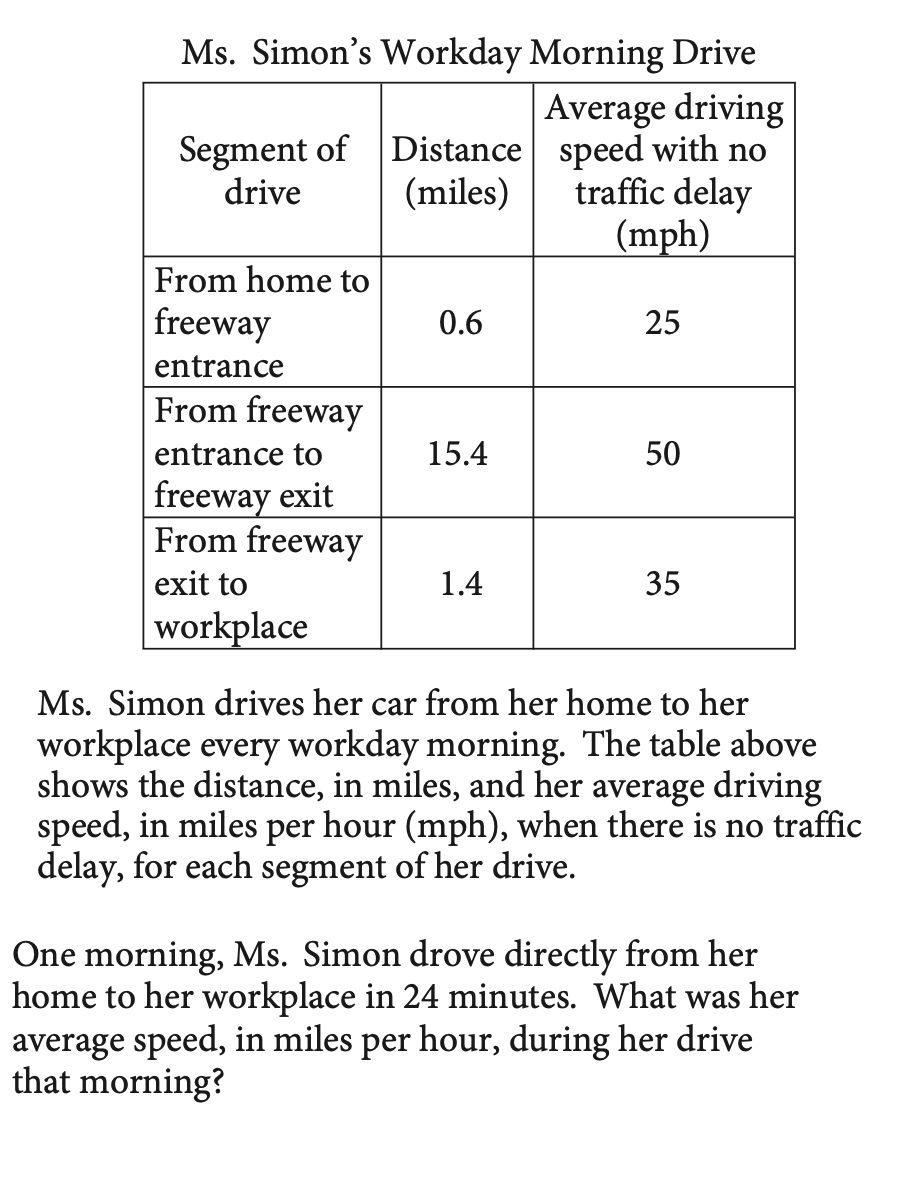 Ms. Simon’s Workday Morning Drive
Segment of
drive
Distance
(miles)
Average driving
speed with no
traffic delay
(mph)
From home to
freeway
entrance
0.6
25
From freeway
entrance to
freeway exit
15.4
50
From freeway
exit to
workplace
1.4
35
Ms. Simon drives her car from her home to her
workplace every workday morning. The table above
shows the distance, in miles, and her average driving
speed, in miles per hour (mph), when there is no traffic
delay, for each segment of her drive.
One morning, Ms. Simon drove directly from her
home to her workplace in 24 minutes. What was her
average speed, in miles per hour, during her drive
that morning?